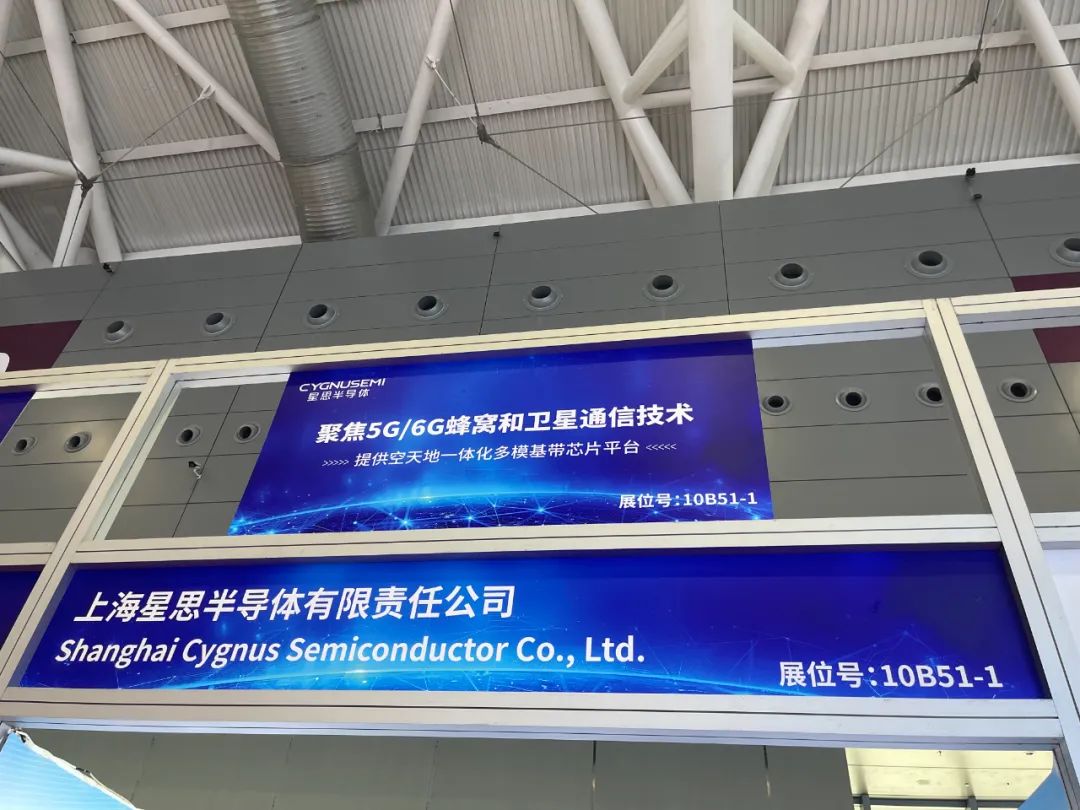 CYGNUSEMI
星思半导体
聚焦5G/6G蜂窝和卫星通信技术
>>>>> 提供空天地一体化多模基带芯片平台 <<<<<
展位号:10B51-1
上海星思半导体有限责任公司
Shanghai Cygnus Semiconductor Co., Ltd.
展位号:10B51-1